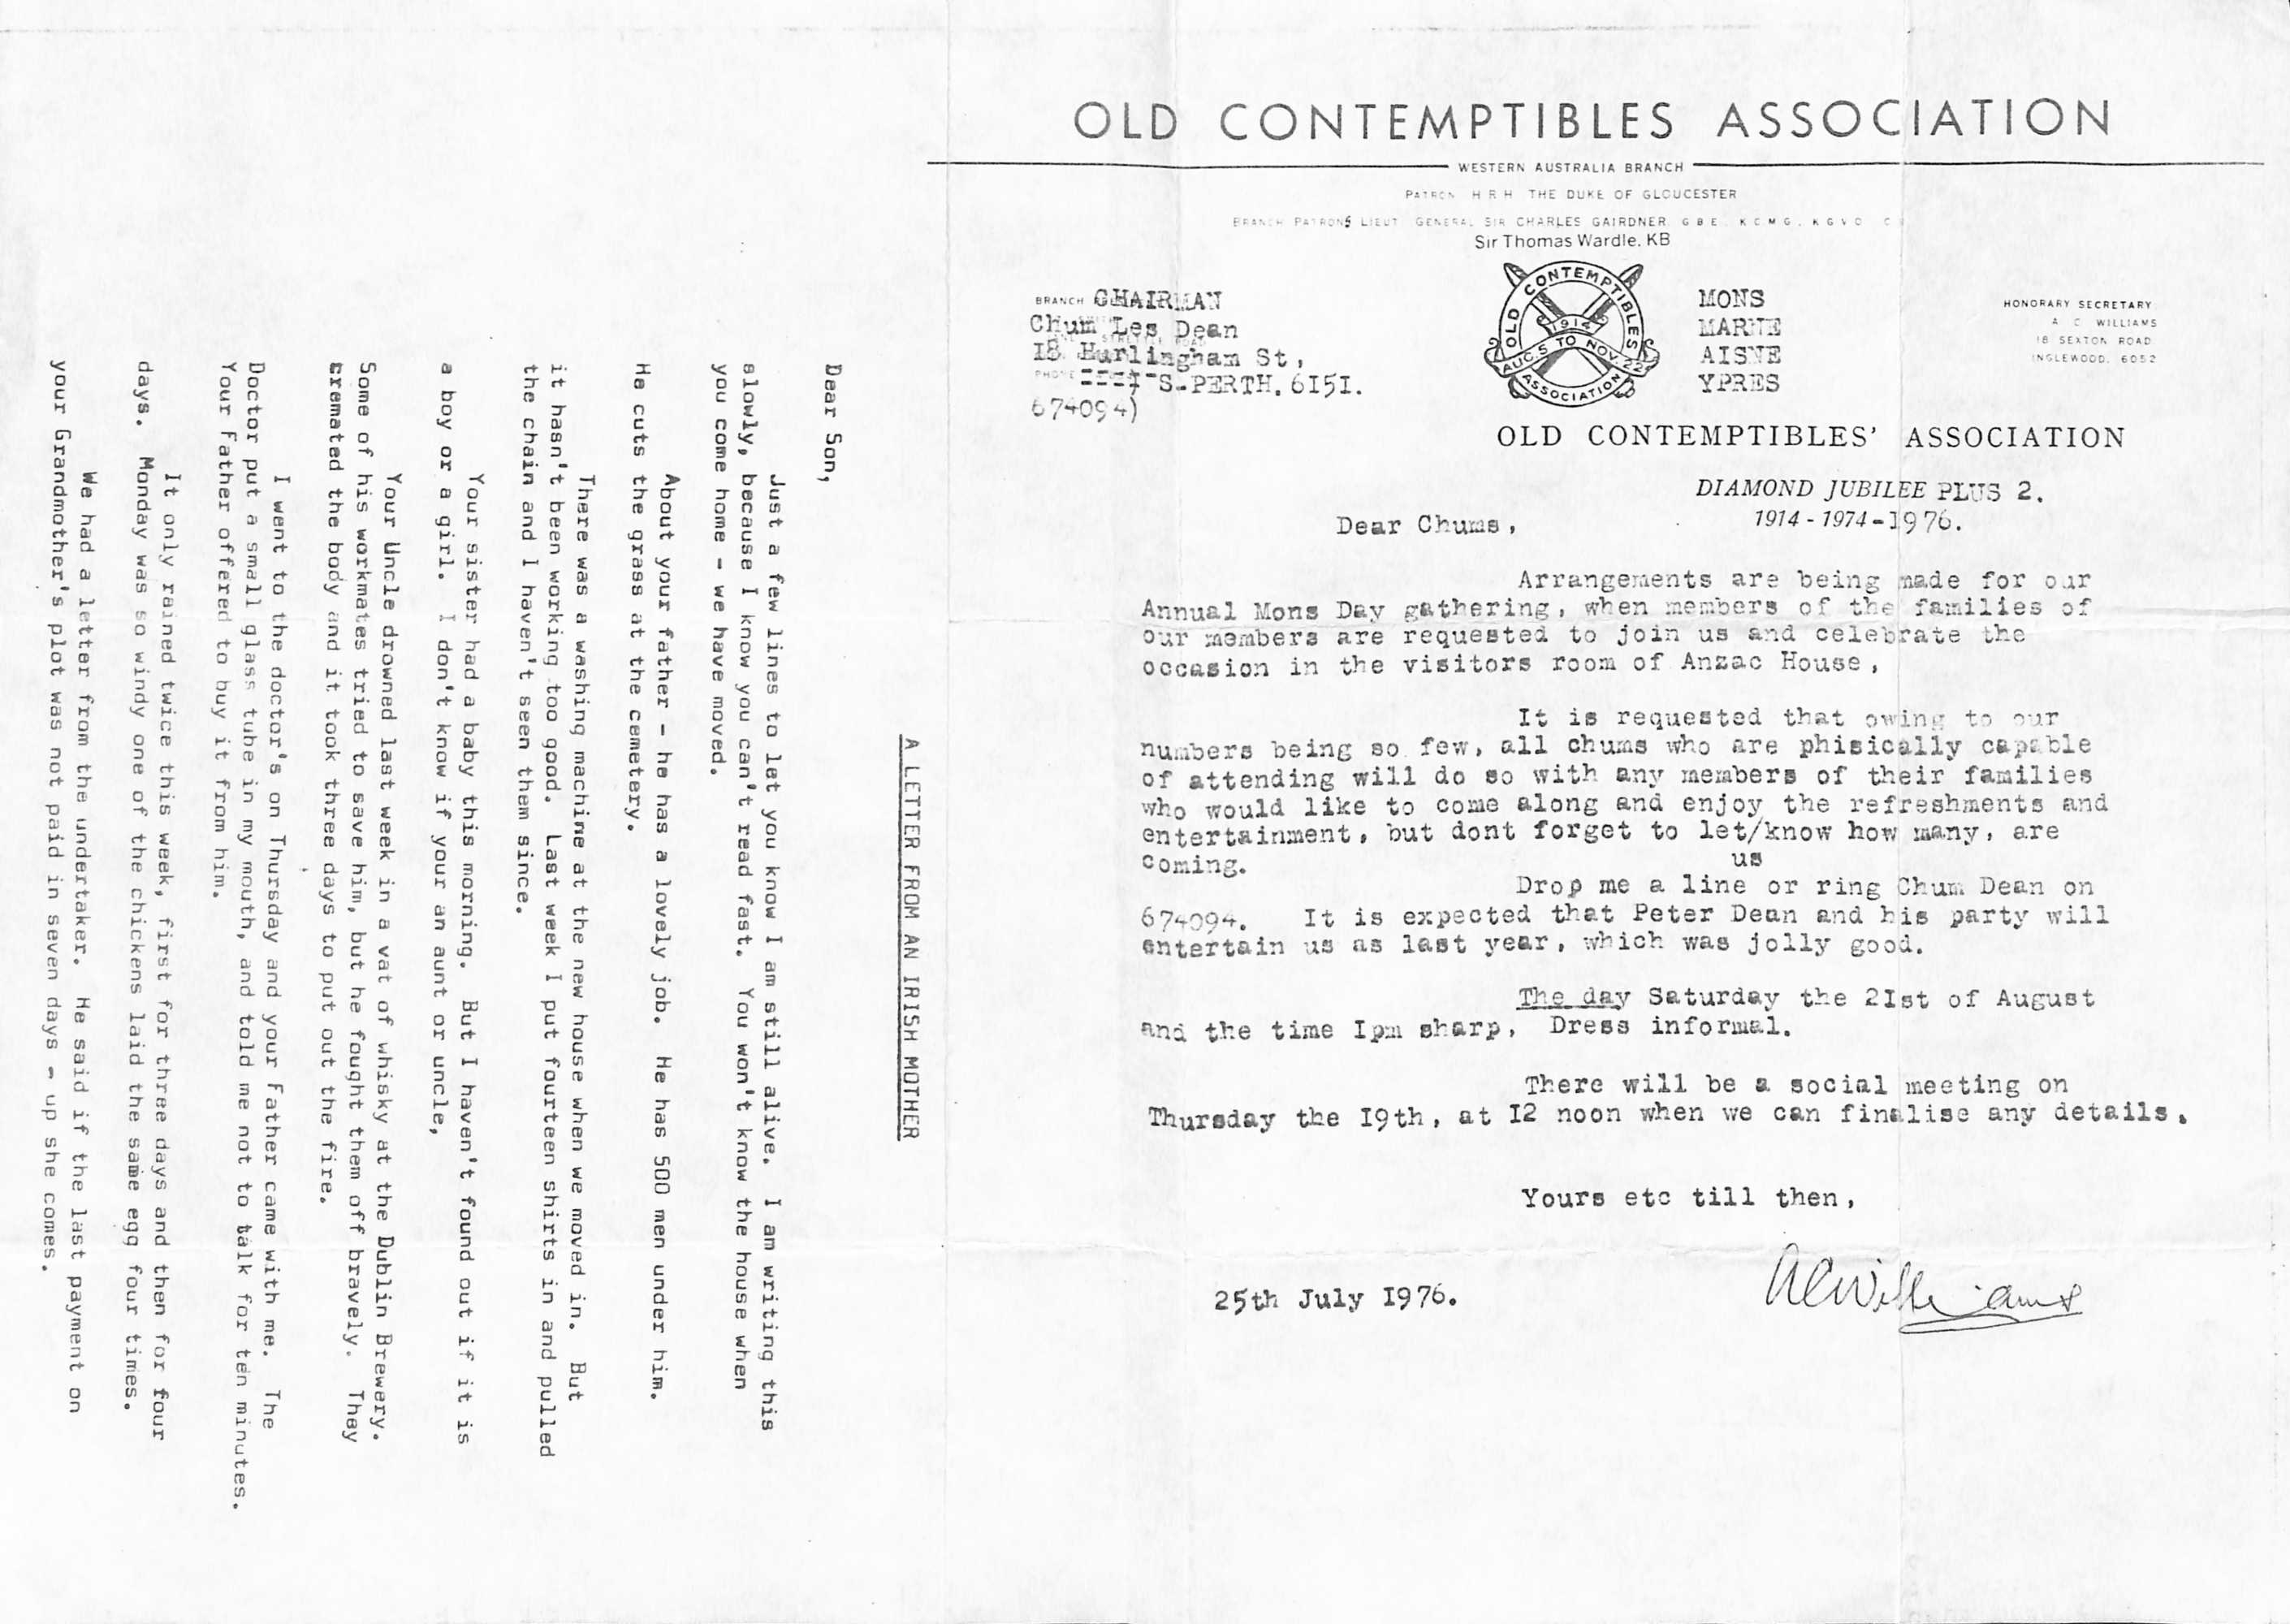 OLD CONTEMPTIBLES ASSOCIATION
WESTERN AUSTRALIA BRANCH
PATRON H R H THE DUKE OF GLOUCESTER
BRANCH PATRONS LIEUT GENERAL SIR CHARLES GAIRDNER. G B E. K C M G. K G V O C
Sir Thomas Wardle. KB
BRANCH CHAIRMAN
Chum Les Dean
18 Hurlingham St,
PHONE S.PERTH. 6151.
674094)
OLD CONTEMPTIBLES
1914
AUG. 5 TO NOV. 22
ASSOCIATION
MONS
MARNE
AISNE
YPRES
HONORARY SECRETARY
A C WILLIAMS
18 SEXTON ROAD
INGLEWOOD. 6052
OLD CONTEMPTIBLES' ASSOCIATION
DIAMOND JUBILEE PLUS 2.
1914 - 1974 - 1976.
Dear Chums,
Arrangements are being made for our
Annual Mons Day gathering, when members of the families of
our members are requested to join us and celebrate the
occasion in the visitors room of Anzac House,
It is requested that owing to our
numbers being so few, all chums who are phisically capable
of attending will do so with any members of their families
who would like to come along and enjoy the refreshments and
entertainment, but dont forget to let/know how many, are
coming. us
Drop me a line or ring Chum Dean on
674094. It is expected that Peter Dean and his party will
entertain us as last year, which was jolly good.
The day Saturday the 2Ist of August
and the time Ipm sharp, Dress informal.
There will be a social meeting on
Thursday the I9th, at I2 noon when we can finalise any details.
Yours etc till then,
25th July I976.
ACWilliams
A LETTER FROM AN IRISH MOTHER
Dear Son,
Just a few lines to let you know I am still alive. I am writing this
slowly, because I know you can't read fast. You won't know the house when
you come home - we have moved.
About your father - he has a lovely job. He has 500 men under him.
He cuts the grass at the cemetery.
There was a washing machine at the new house when we moved in. But
it hasn't been working too good. Last week I put fourteen shirts in and pulled
the chain and I haven't seen them since.
Your sister had a baby this morning. But I haven't found out if it is
a boy or a girl. I don't know if your an aunt or uncle,
Your Uncle drowned last week in a vat of whisky at the Dublin Brewery.
Some of his workmates tried to save him, but he fought them off bravely. They
cremated the body and it took three days to put out the fire.
I went to the doctor's on Thursday and your Father came with me. The
Doctor put a small glass tube in my mouth, and told me not to talk for ten minutes.
Your Father offered to buy it from him.
It only rained twice this week, first for three days and then for four
days. Monday was so windy one of the chickens laid the same egg four times.
We had a letter from the undertaker. He said if the last payment on
your Grandmother's plot was not paid in seven days - up she comes.